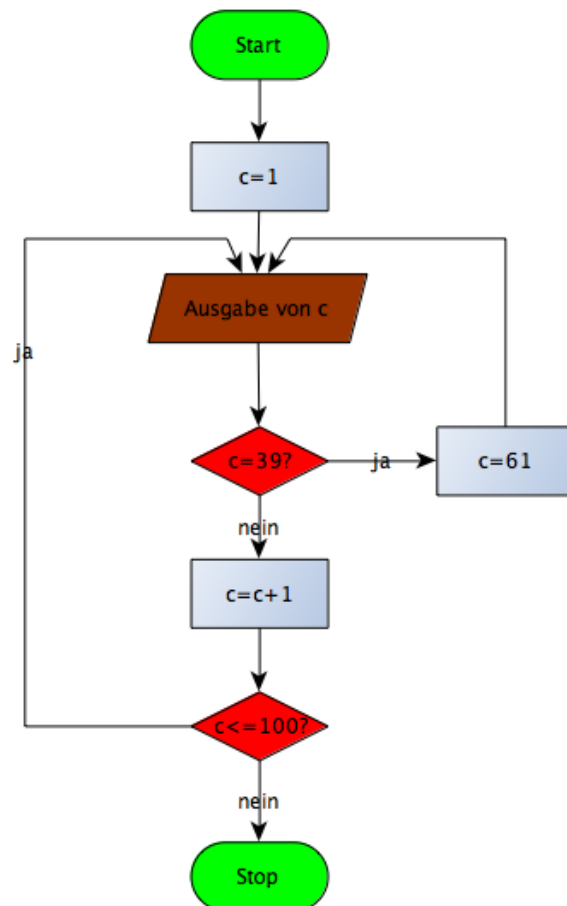 Start
c=1
Ausgabe von c
ja
c=39?
ja
c=61
nein
c=c+1
c<=100?
nein
Stop